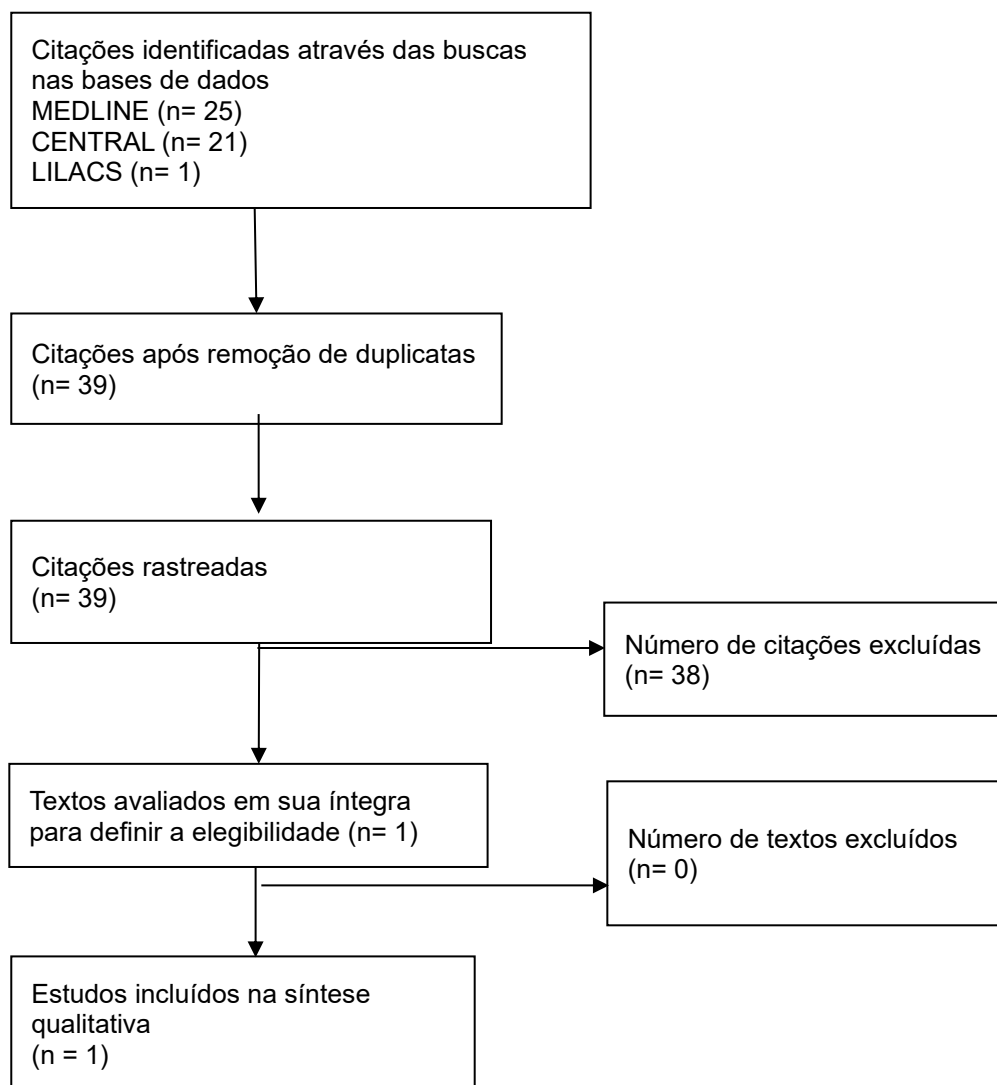 Citações identificadas através das buscas
nas bases de dados
MEDLINE (n= 25)
CENTRAL (n= 21)
LILACS (n= 1)
Citações após remoção de duplicatas
(n= 39)
Citações rastreadas
(n= 39)
Número de citações excluídas
(n= 38)
Textos avaliados em sua íntegra
para definir a elegibilidade (n= 1)
Número de textos excluídos
(n= 0)
Estudos incluídos na síntese
qualitativa
(n = 1)